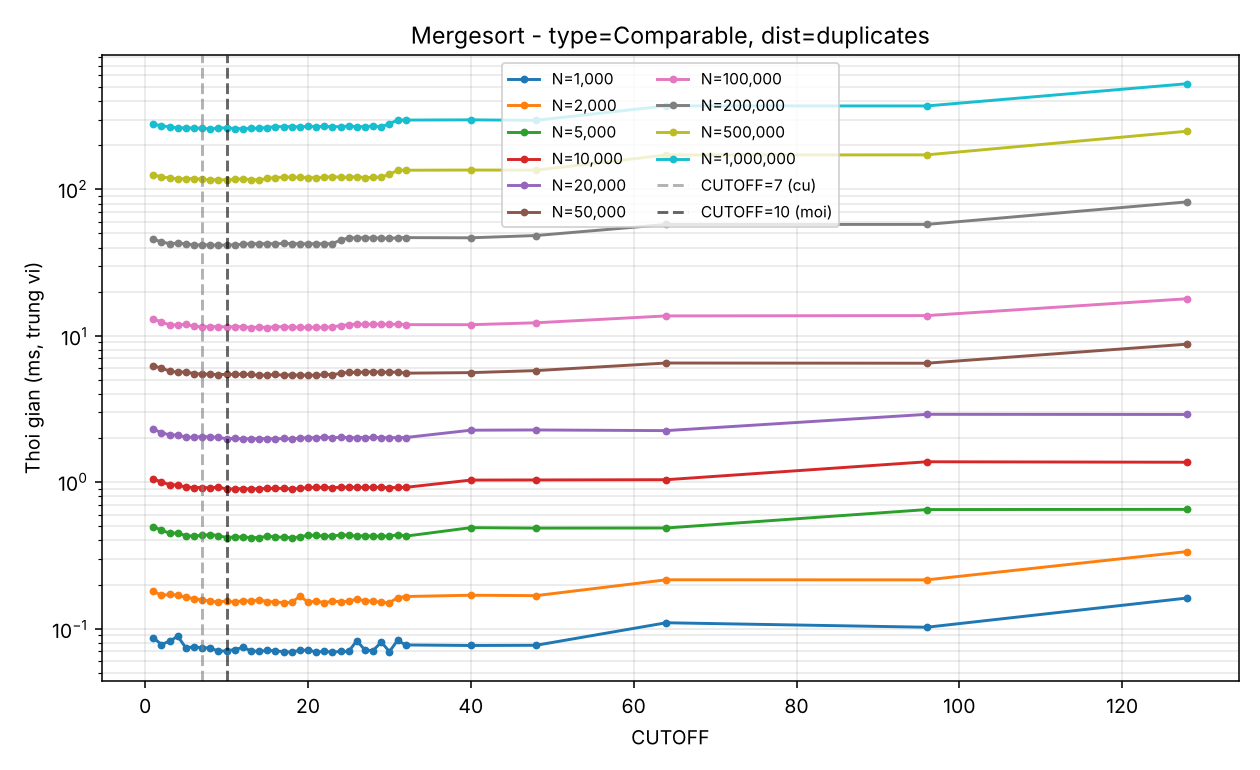 Mergesort - type=Comparable, dist=duplicates
N=1,000
N=2,000
N=5,000
N=10,000
N=20,000
N=50,000
N=100,000
N=200,000
N=500,000
N=1,000,000
CUTOFF=7 (cu)
CUTOFF=10 (moi)
Thoi gian (ms, trung vi)
10²
10¹
10⁰
10⁻¹
0 20 40 60 80 100 120
CUTOFF